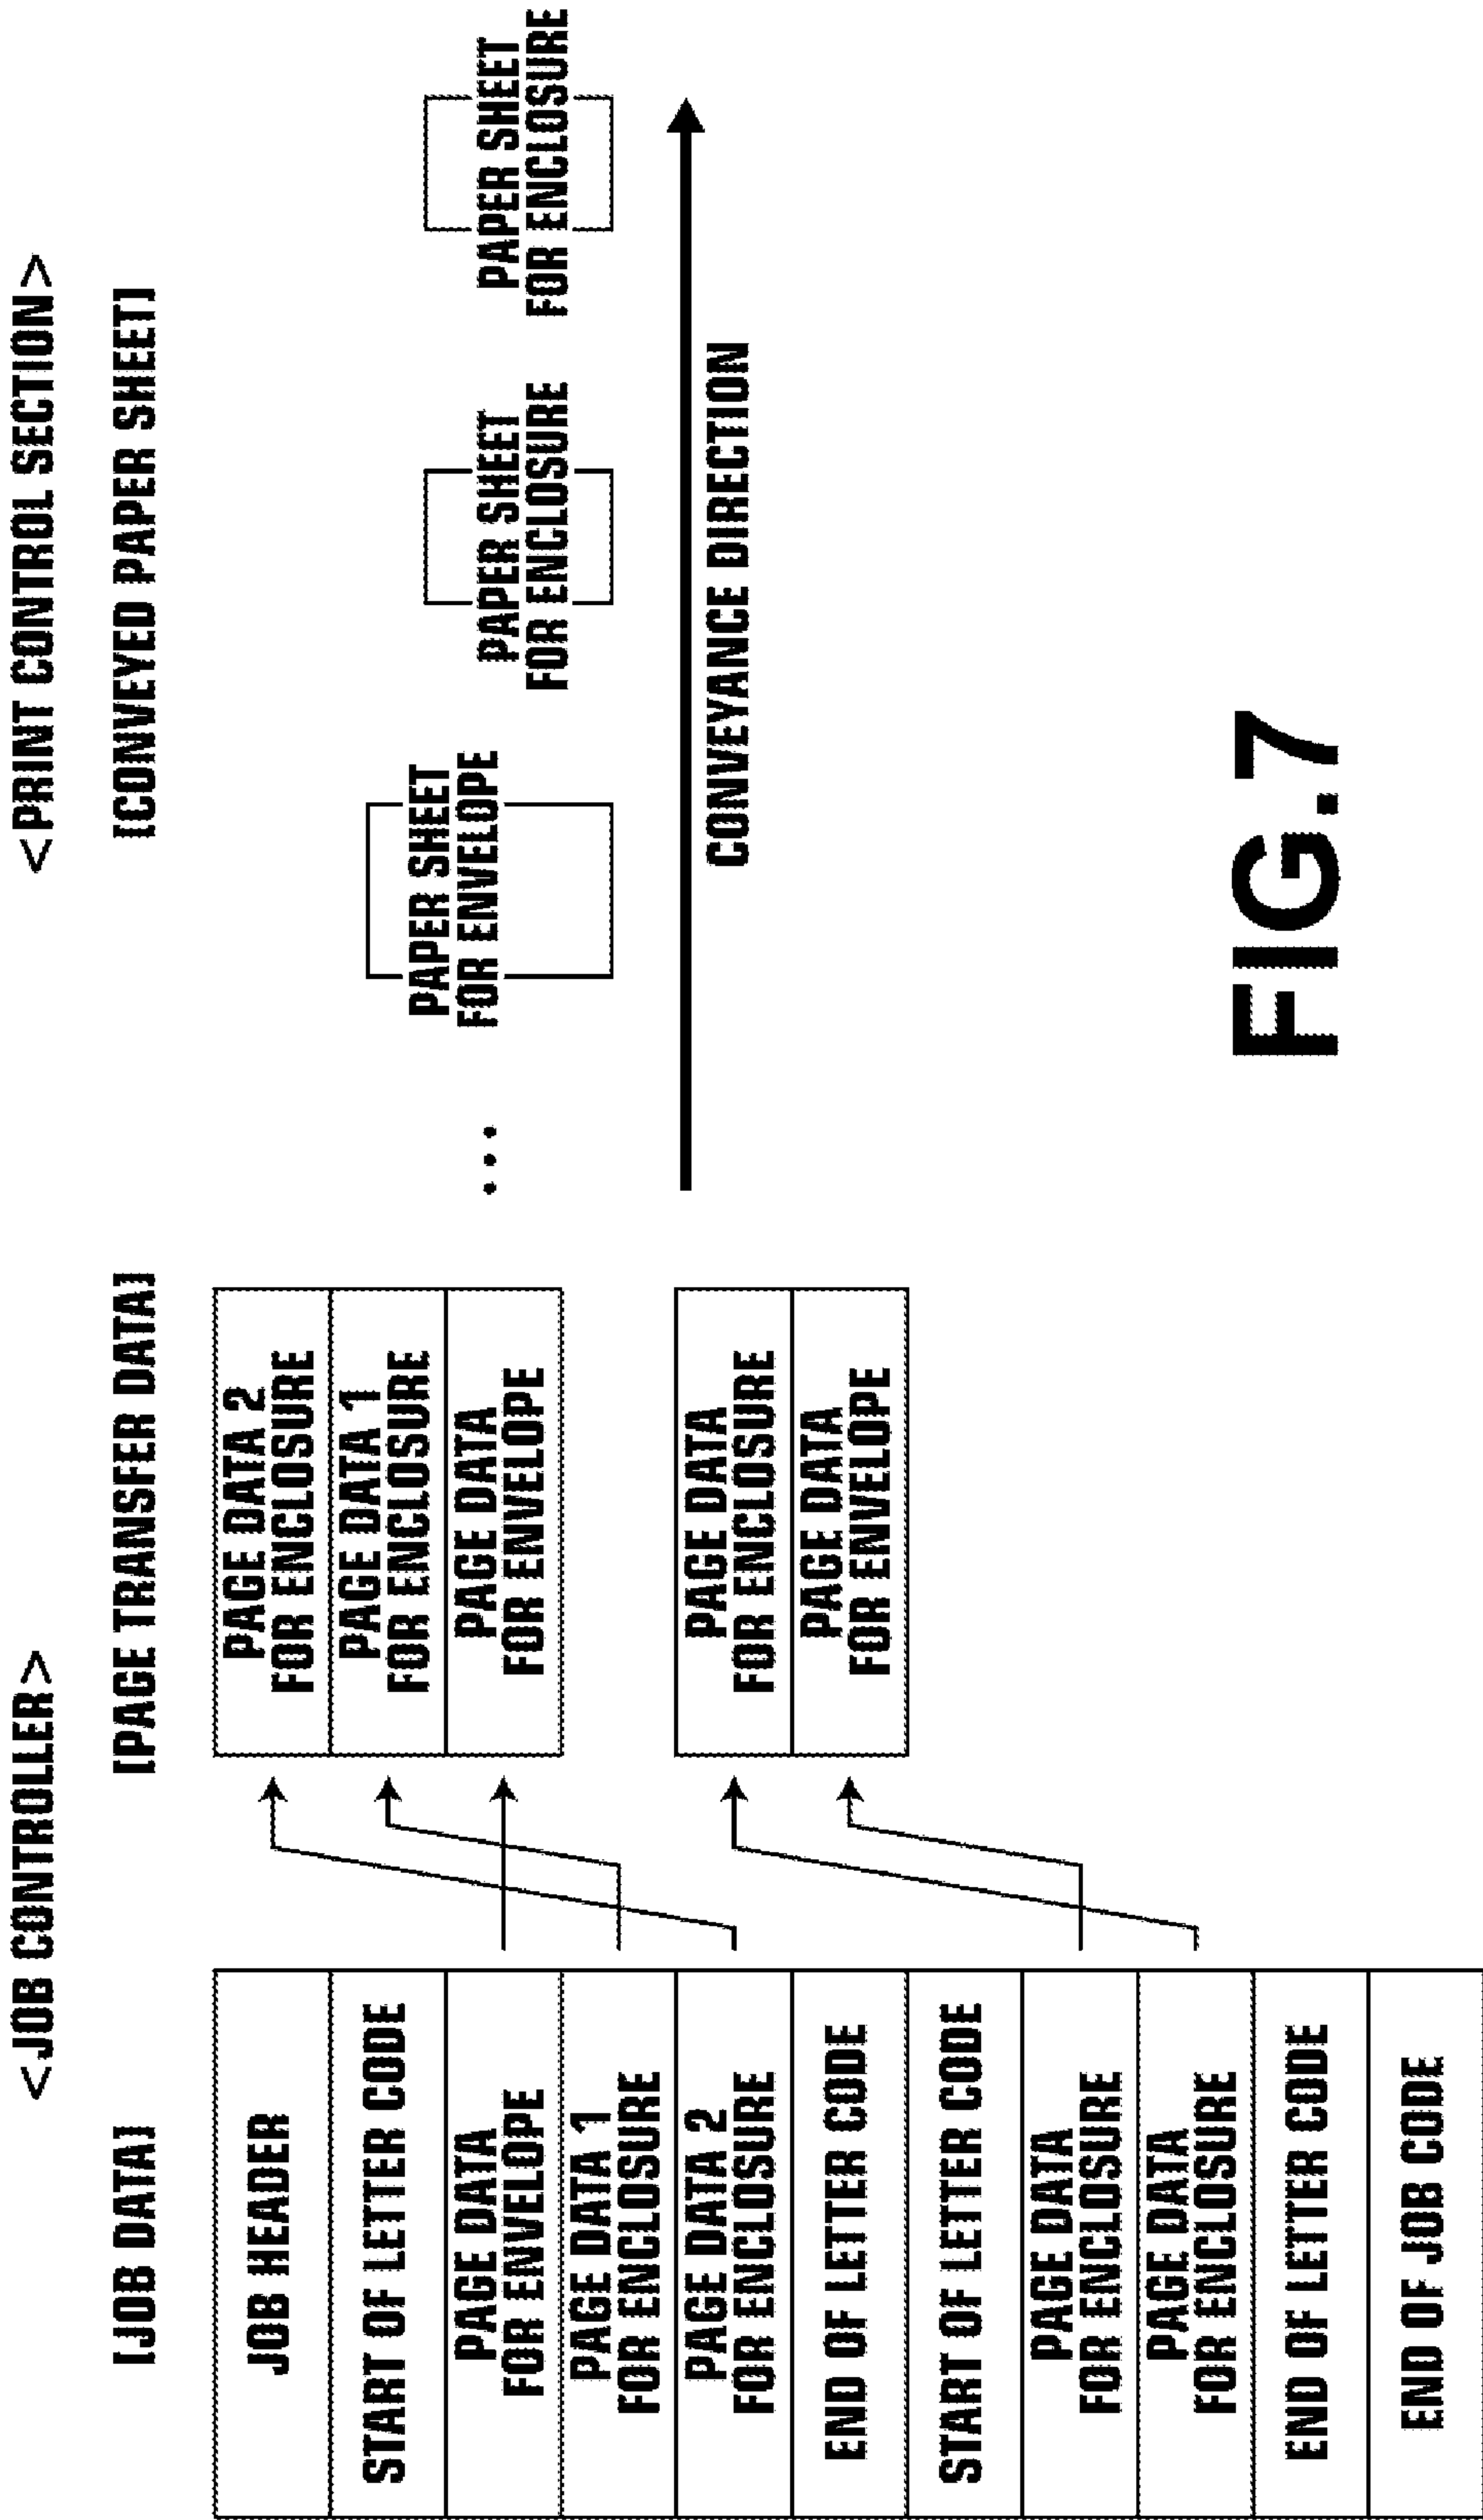 <JOB CONTROLLER>
<PRINT CONTROL SECTION>
[JOB DATA]
[PAGE TRANSFER DATA]
[CONVEYED PAPER SHEET]
JOB HEADER
START OF LETTER CODE
PAGE DATA
FOR ENVELOPE
PAGE DATA 1
FOR ENCLOSURE
PAGE DATA 2
FOR ENCLOSURE
END OF LETTER CODE
START OF LETTER CODE
PAGE DATA
FOR ENCLOSURE
PAGE DATA
FOR ENCLOSURE
END OF LETTER CODE
END OF JOB CODE
PAGE DATA 2
FOR ENCLOSURE
PAGE DATA 1
FOR ENCLOSURE
PAGE DATA
FOR ENVELOPE
PAGE DATA
FOR ENCLOSURE
PAGE DATA
FOR ENVELOPE
...
PAPER SHEET
FOR ENVELOPE
PAPER SHEET
FOR ENCLOSURE
PAPER SHEET
FOR ENCLOSURE
CONVEYANCE DIRECTION
FIG.7